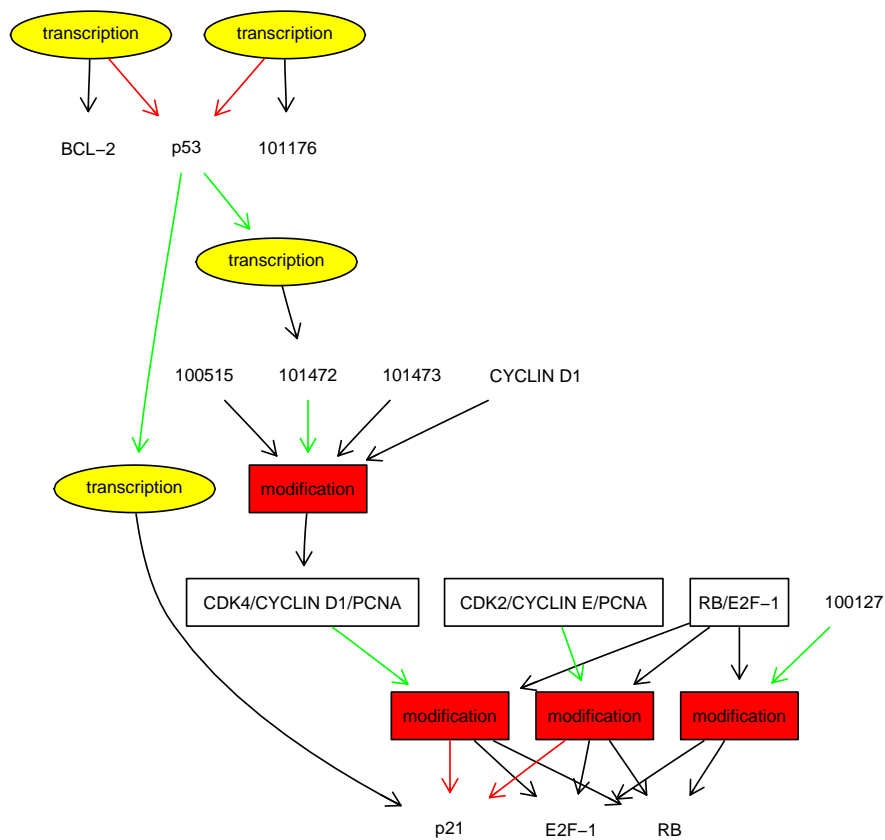 transcription
transcription
BCL−2
p53
101176
transcription
100515
101472
101473
CYCLIN D1
transcription
modification
CDK4/CYCLIN D1/PCNA
CDK2/CYCLIN E/PCNA
RB/E2F−1
100127
modification
modification
modification
p21
E2F−1
RB